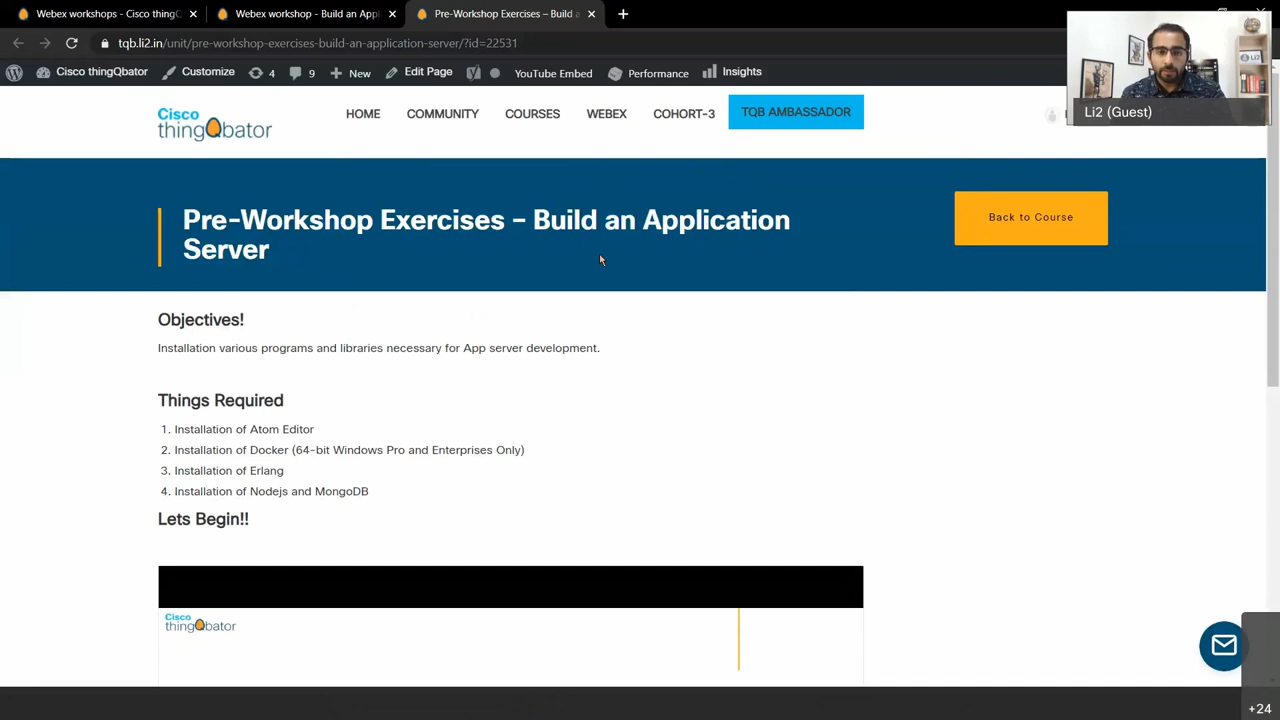 Webex workshops - Cisco thingC
Webex workshop - Build an Appl
Pre-Workshop Exercises – Build a
tqb.li2.in/unit/pre-workshop-exercises-build-an-application-server/?id=22531
Cisco thingQbator
Customize
4
9
New
Edit Page
YouTube Embed
Performance
Insights
Li2 (Guest)
Cisco
thingQbator
HOME
COMMUNITY
COURSES
WEBEX
COHORT-3
TQB AMBASSADOR
Pre-Workshop Exercises – Build an Application
Server
Back to Course
Objectives!
Installation various programs and libraries necessary for App server development.
Things Required
1. Installation of Atom Editor
2. Installation of Docker (64-bit Windows Pro and Enterprises Only)
3. Installation of Erlang
4. Installation of Nodejs and MongoDB
Lets Begin!!
Cisco
thingQbator
+24